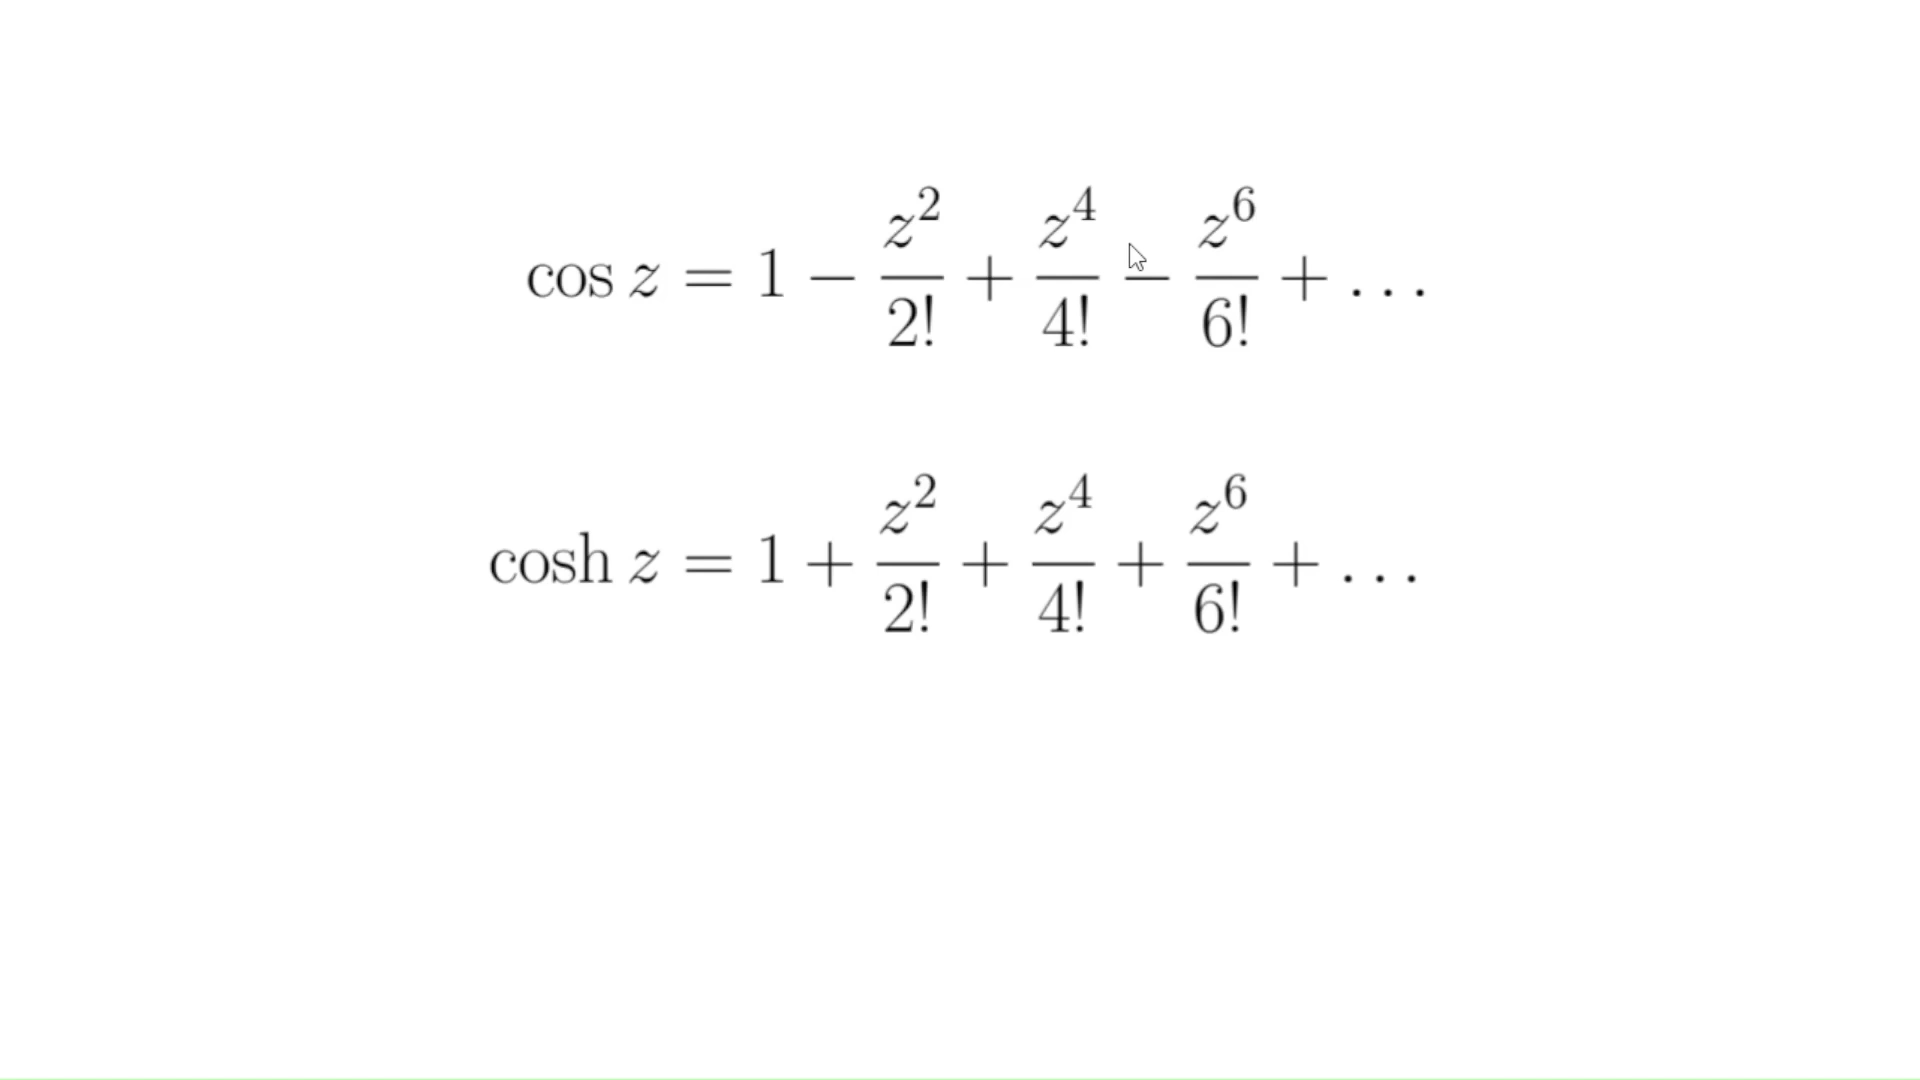 cos z = 1 − z²/2! + z⁴/4! − z⁶/6! + …
cosh z = 1 + z²/2! + z⁴/4! + z⁶/6! + …